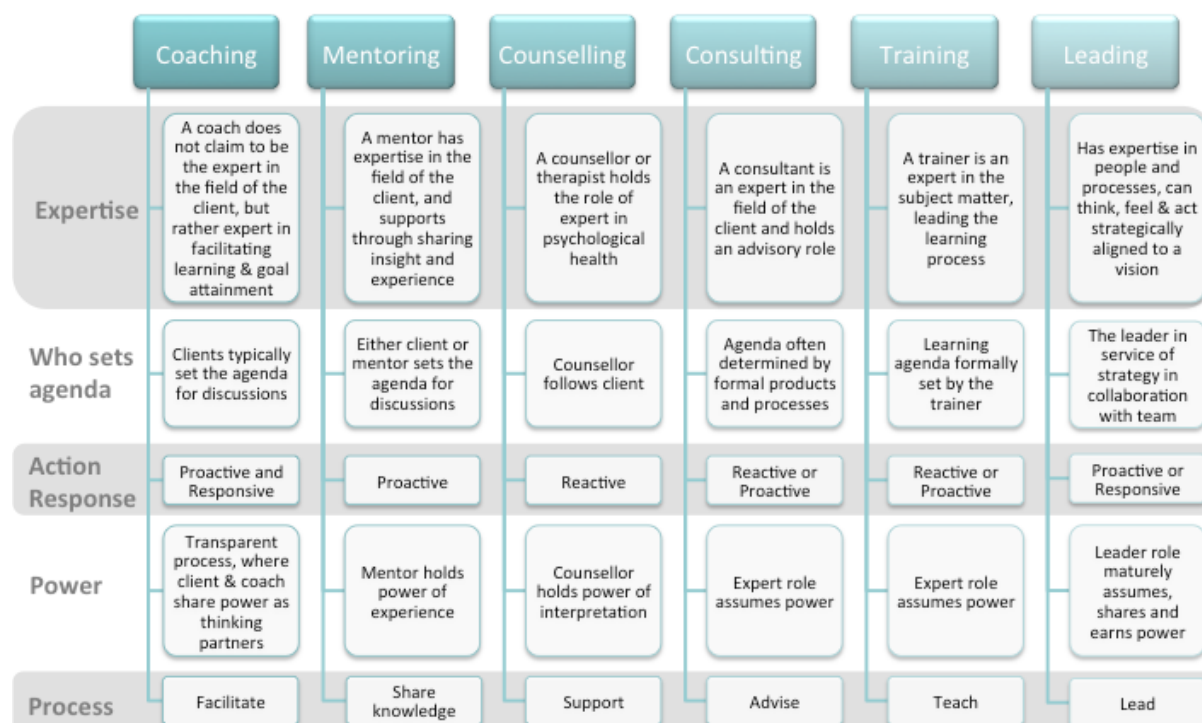 Coaching
Mentoring
Counselling
Consulting
Training
Leading
Expertise
A coach does
not claim to be
the expert in
the field of the
client, but
rather expert in
facilitating
learning & goal
attainment
A mentor has
expertise in the
field of the
client, and
supports
through sharing
insight and
experience
A counsellor or
therapist holds
the role of
expert in
psychological
health
A consultant is
an expert in the
field of the
client and holds
an advisory role
A trainer is an
expert in the
subject matter,
leading the
learning
process
Has expertise in
people and
processes, can
think, feel & act
strategically
aligned to a
vision
Who sets
agenda
Clients typically
set the agenda
for discussions
Either client or
mentor sets the
agenda for
discussions
Counsellor
follows client
Agenda often
determined by
formal products
and processes
Learning
agenda formally
set by the
trainer
The leader in
service of
strategy in
collaboration
with team
Action
Response
Proactive and
Responsive
Proactive
Reactive
Reactive or
Proactive
Reactive or
Proactive
Proactive or
Responsive
Power
Transparent
process, where
client & coach
share power as
thinking
partners
Mentor holds
power of
experience
Counsellor
holds power of
interpretation
Expert role
assumes power
Expert role
assumes power
Leader role
maturely
assumes,
shares and
earns power
Process
Facilitate
Share
knowledge
Support
Advise
Teach
Lead